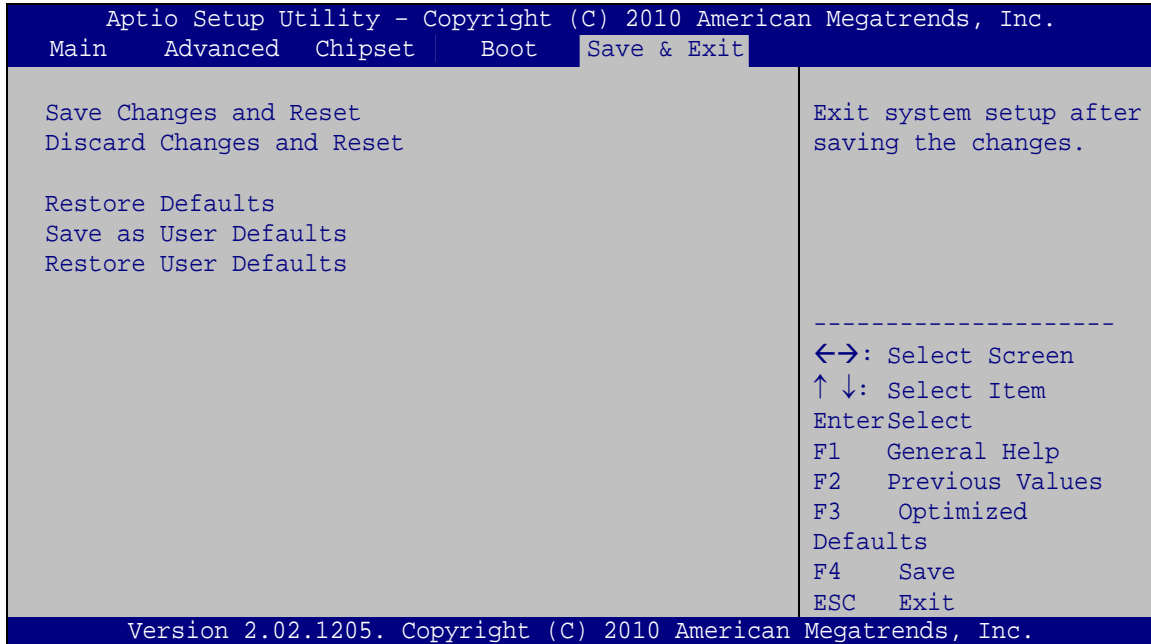 Aptio Setup Utility – Copyright (C) 2010 American Megatrends, Inc.
Main Advanced Chipset Boot Save & Exit
Save Changes and Reset
Discard Changes and Reset
Restore Defaults
Save as User Defaults
Restore User Defaults
Exit system setup after
saving the changes.
---------------------
←→: Select Screen
↑ ↓: Select Item
EnterSelect
F1 General Help
F2 Previous Values
F3 Optimized
Defaults
F4 Save
ESC Exit
Version 2.02.1205. Copyright (C) 2010 American Megatrends, Inc.